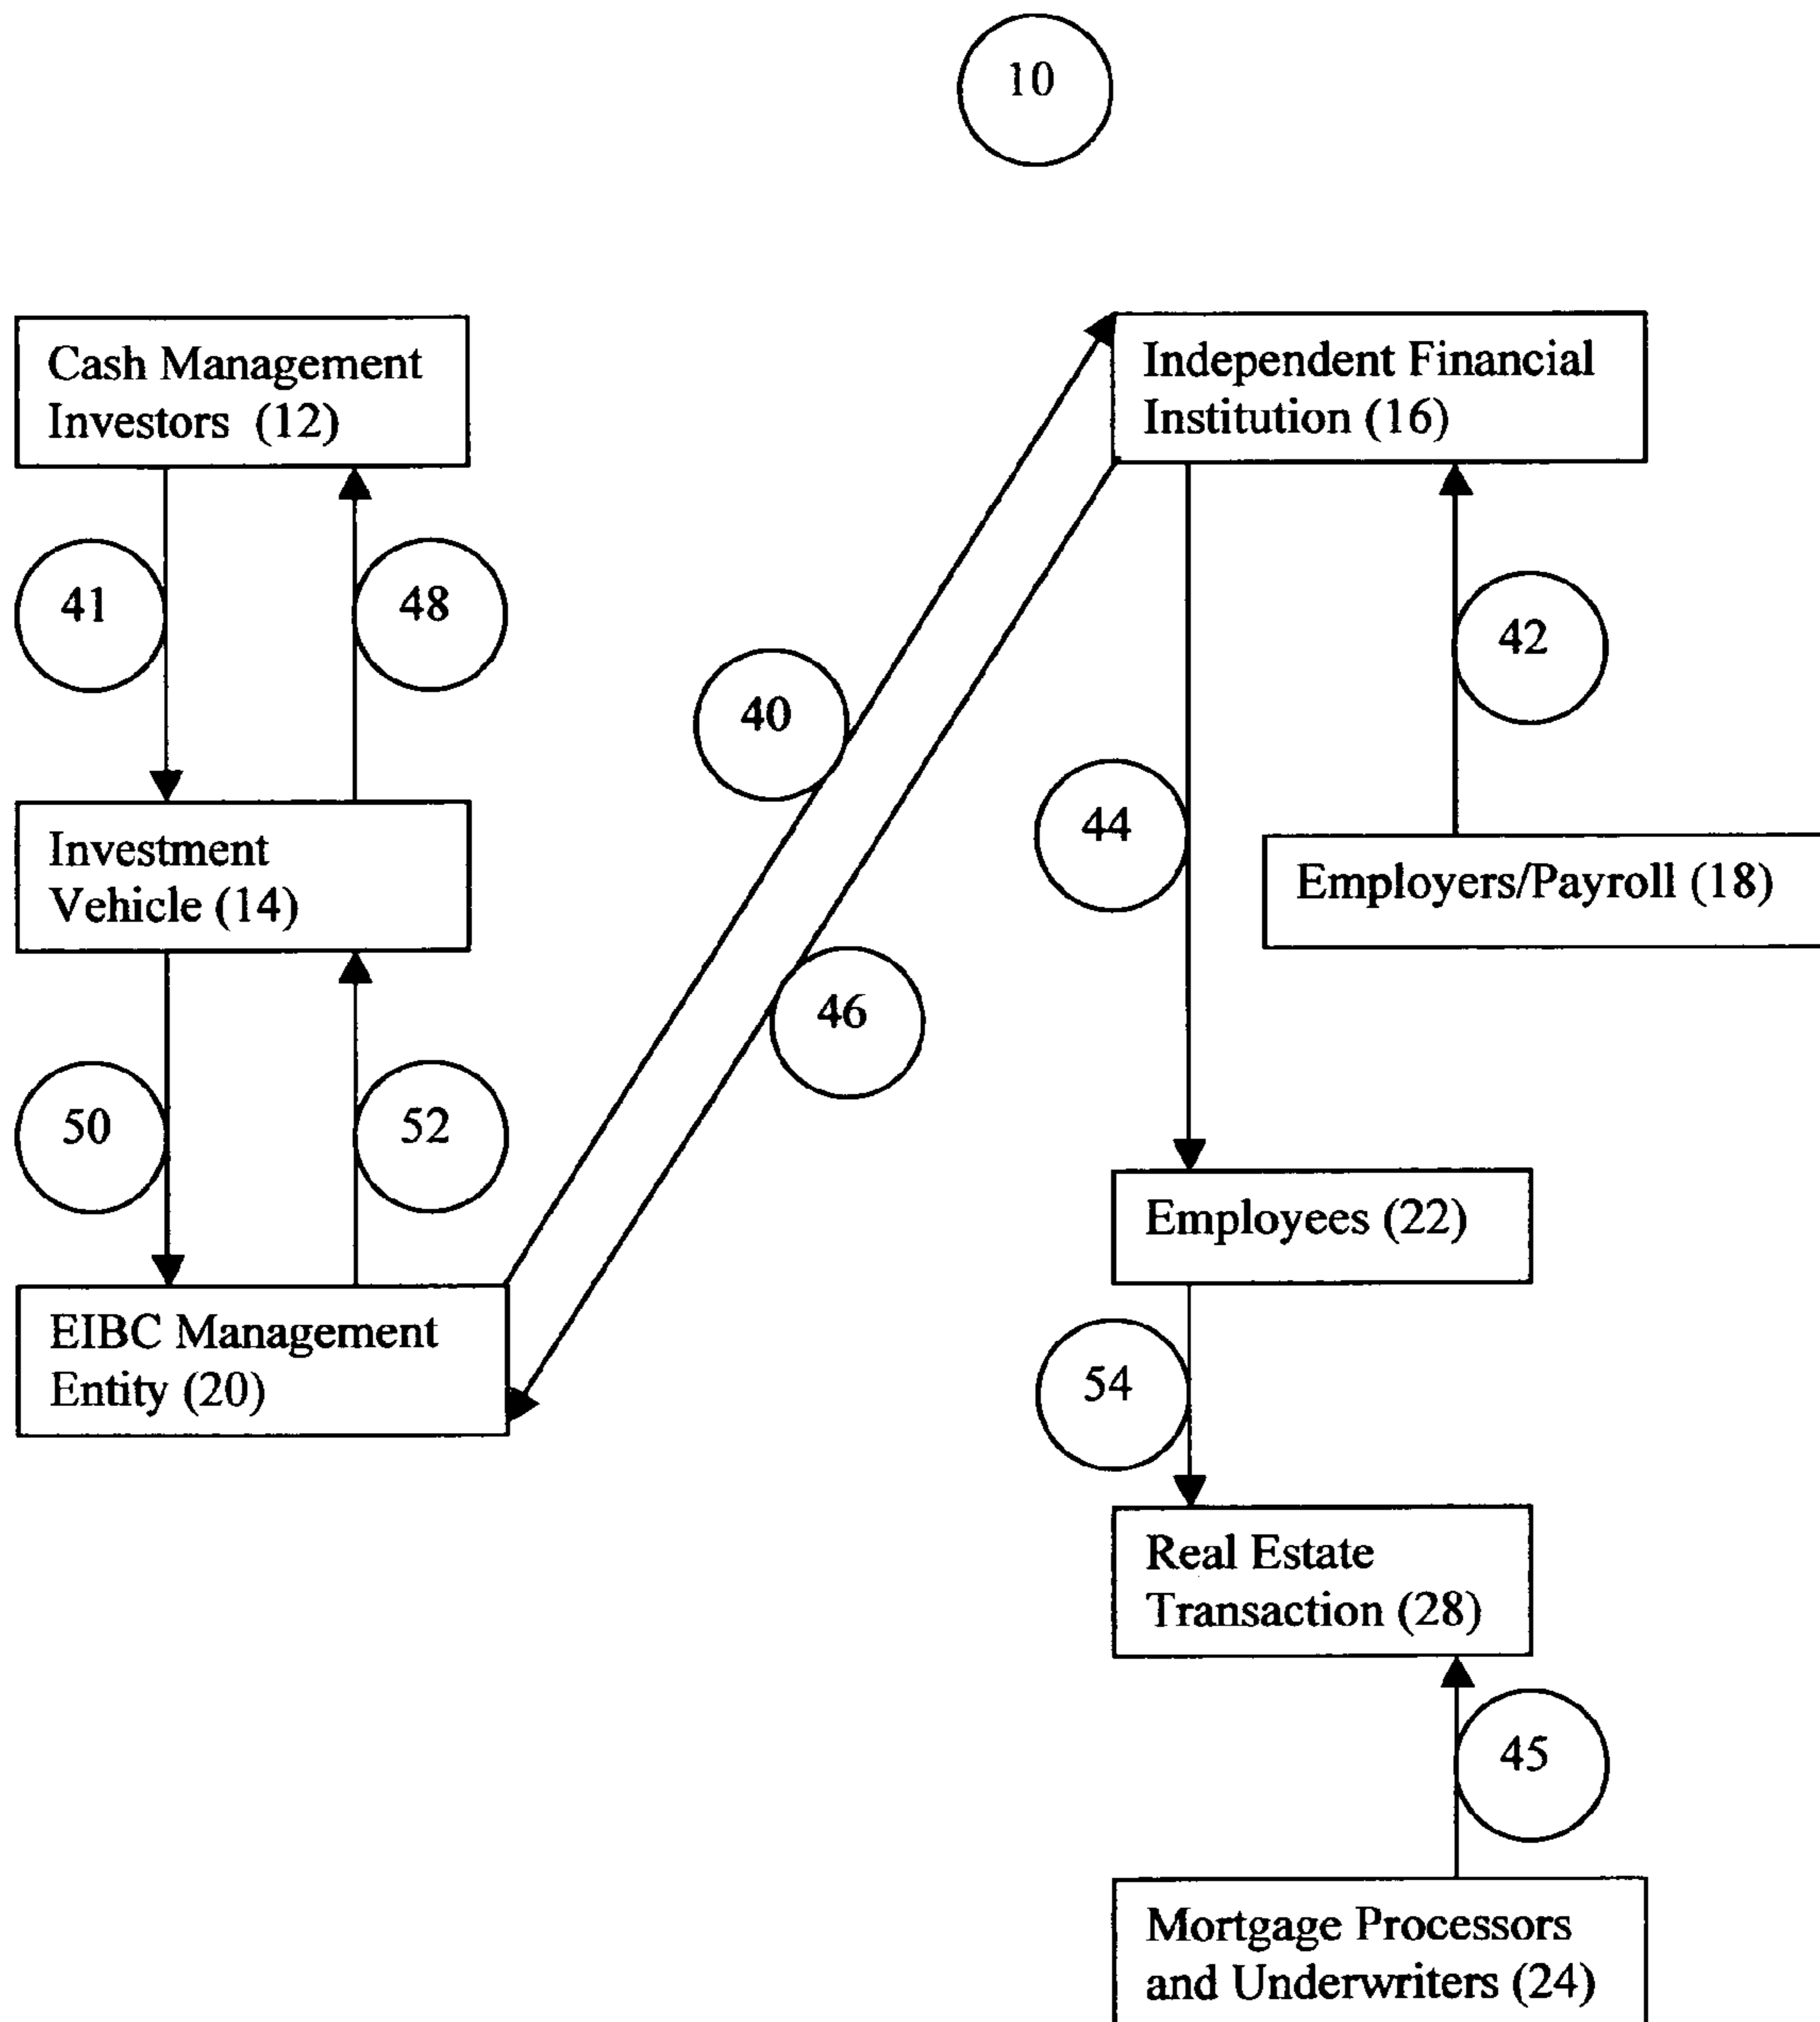 10
Cash Management
Investors (12)
Independent Financial
Institution (16)
41
48
40
42
44
Investment
Vehicle (14)
Employers/Payroll (18)
46
50
52
Employees (22)
EIBC Management
Entity (20)
54
Real Estate
Transaction (28)
45
Mortgage Processors
and Underwriters (24)